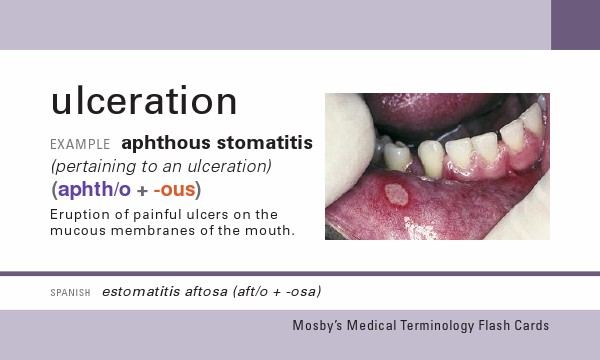 ulceration
EXAMPLE aphthous stomatitis
(pertaining to an ulceration)
(aphth/o + -ous)
Eruption of painful ulcers on the
mucous membranes of the mouth.
SPANISH estomatitis aftosa (aft/o + -osa)
Mosby's Medical Terminology Flash Cards